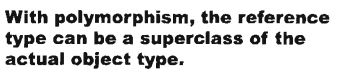 With polymorphism, the reference
type can be a superclass of the
actual object type.